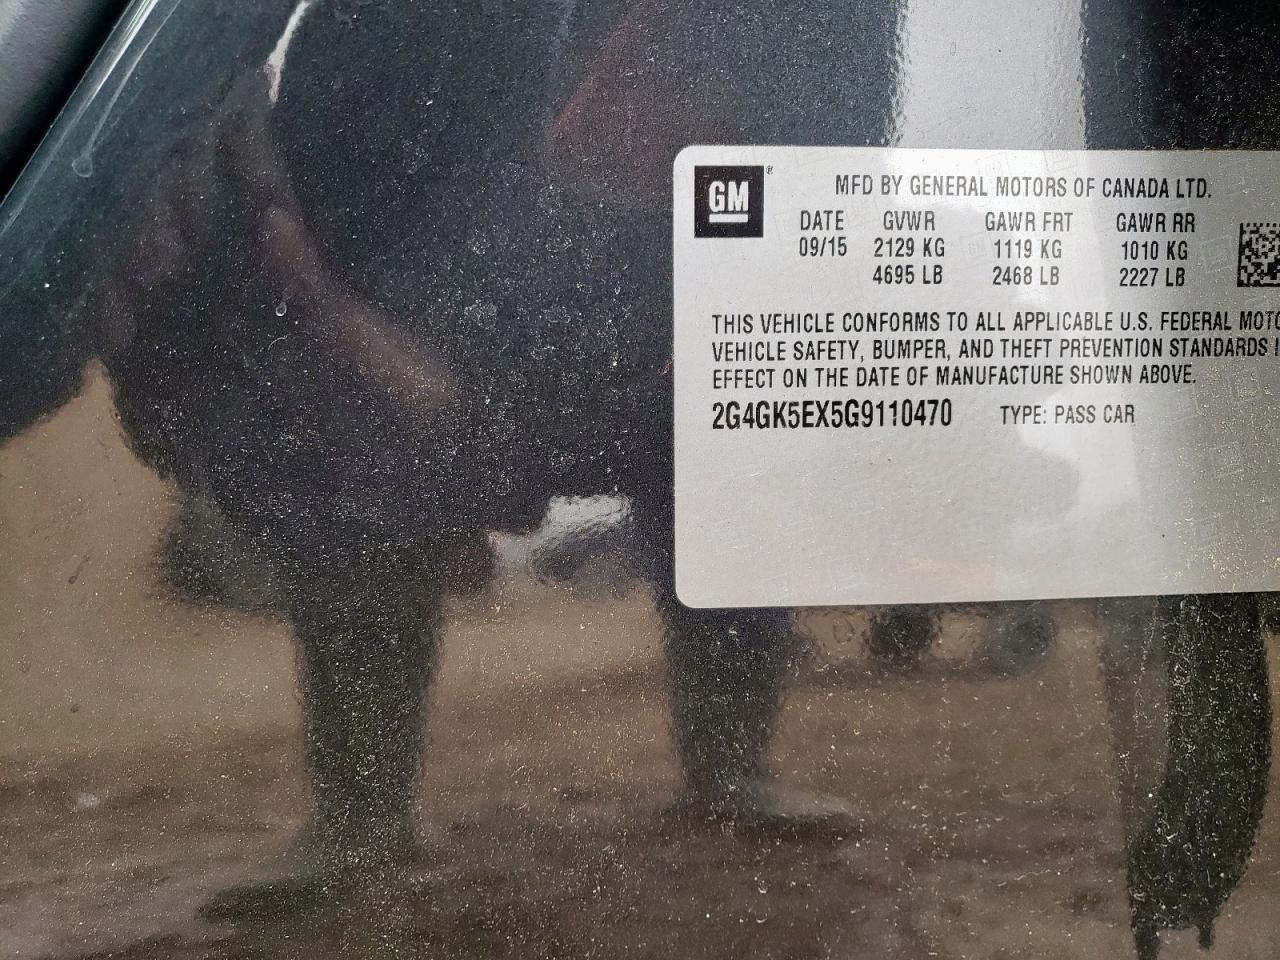 GM®
MFD BY GENERAL MOTORS OF CANADA LTD.
DATE GVWR GAWR FRT GAWR RR
09/15 2129 KG 1119 KG 1010 KG
4695 LB 2468 LB 2227 LB
THIS VEHICLE CONFORMS TO ALL APPLICABLE U.S. FEDERAL MOTO
VEHICLE SAFETY, BUMPER, AND THEFT PREVENTION STANDARDS I
EFFECT ON THE DATE OF MANUFACTURE SHOWN ABOVE.
2G4GK5EX5G9110470 TYPE: PASS CAR